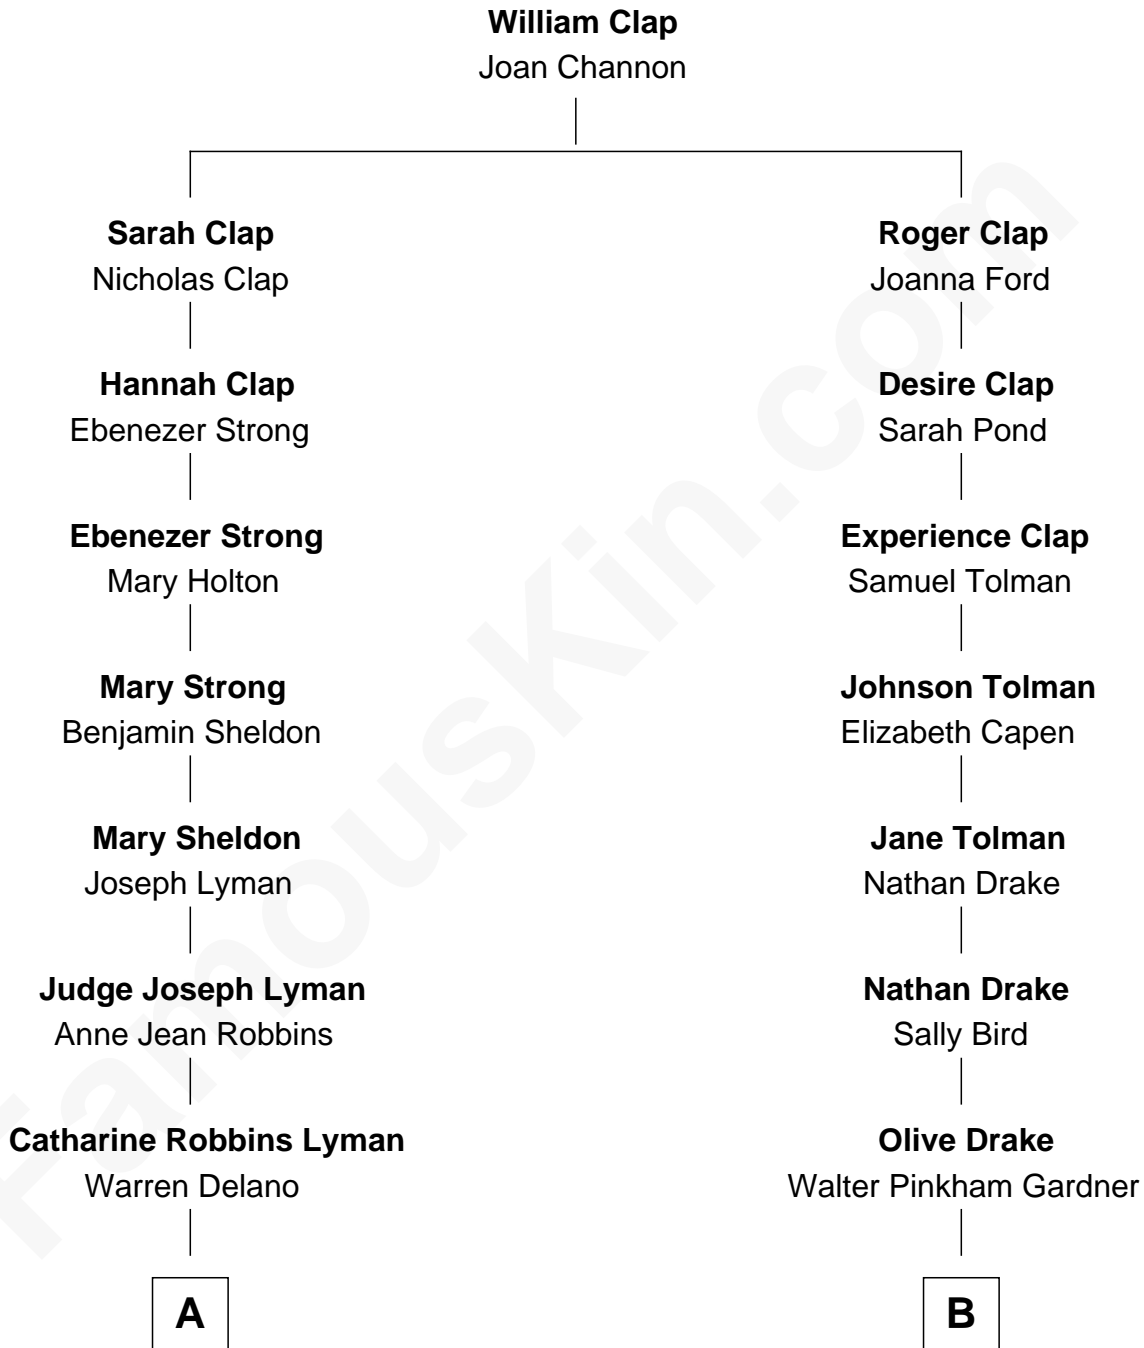 William Clap
Joan Channon
Sarah Clap
Nicholas Clap
Roger Clap
Joanna Ford
Hannah Clap
Ebenezer Strong
Desire Clap
Sarah Pond
Ebenezer Strong
Mary Holton
Experience Clap
Samuel Tolman
Mary Strong
Benjamin Sheldon
Johnson Tolman
Elizabeth Capen
Mary Sheldon
Joseph Lyman
Jane Tolman
Nathan Drake
Judge Joseph Lyman
Anne Jean Robbins
Nathan Drake
Sally Bird
Catharine Robbins Lyman
Warren Delano
Olive Drake
Walter Pinkham Gardner
A
B
FamousKin.com